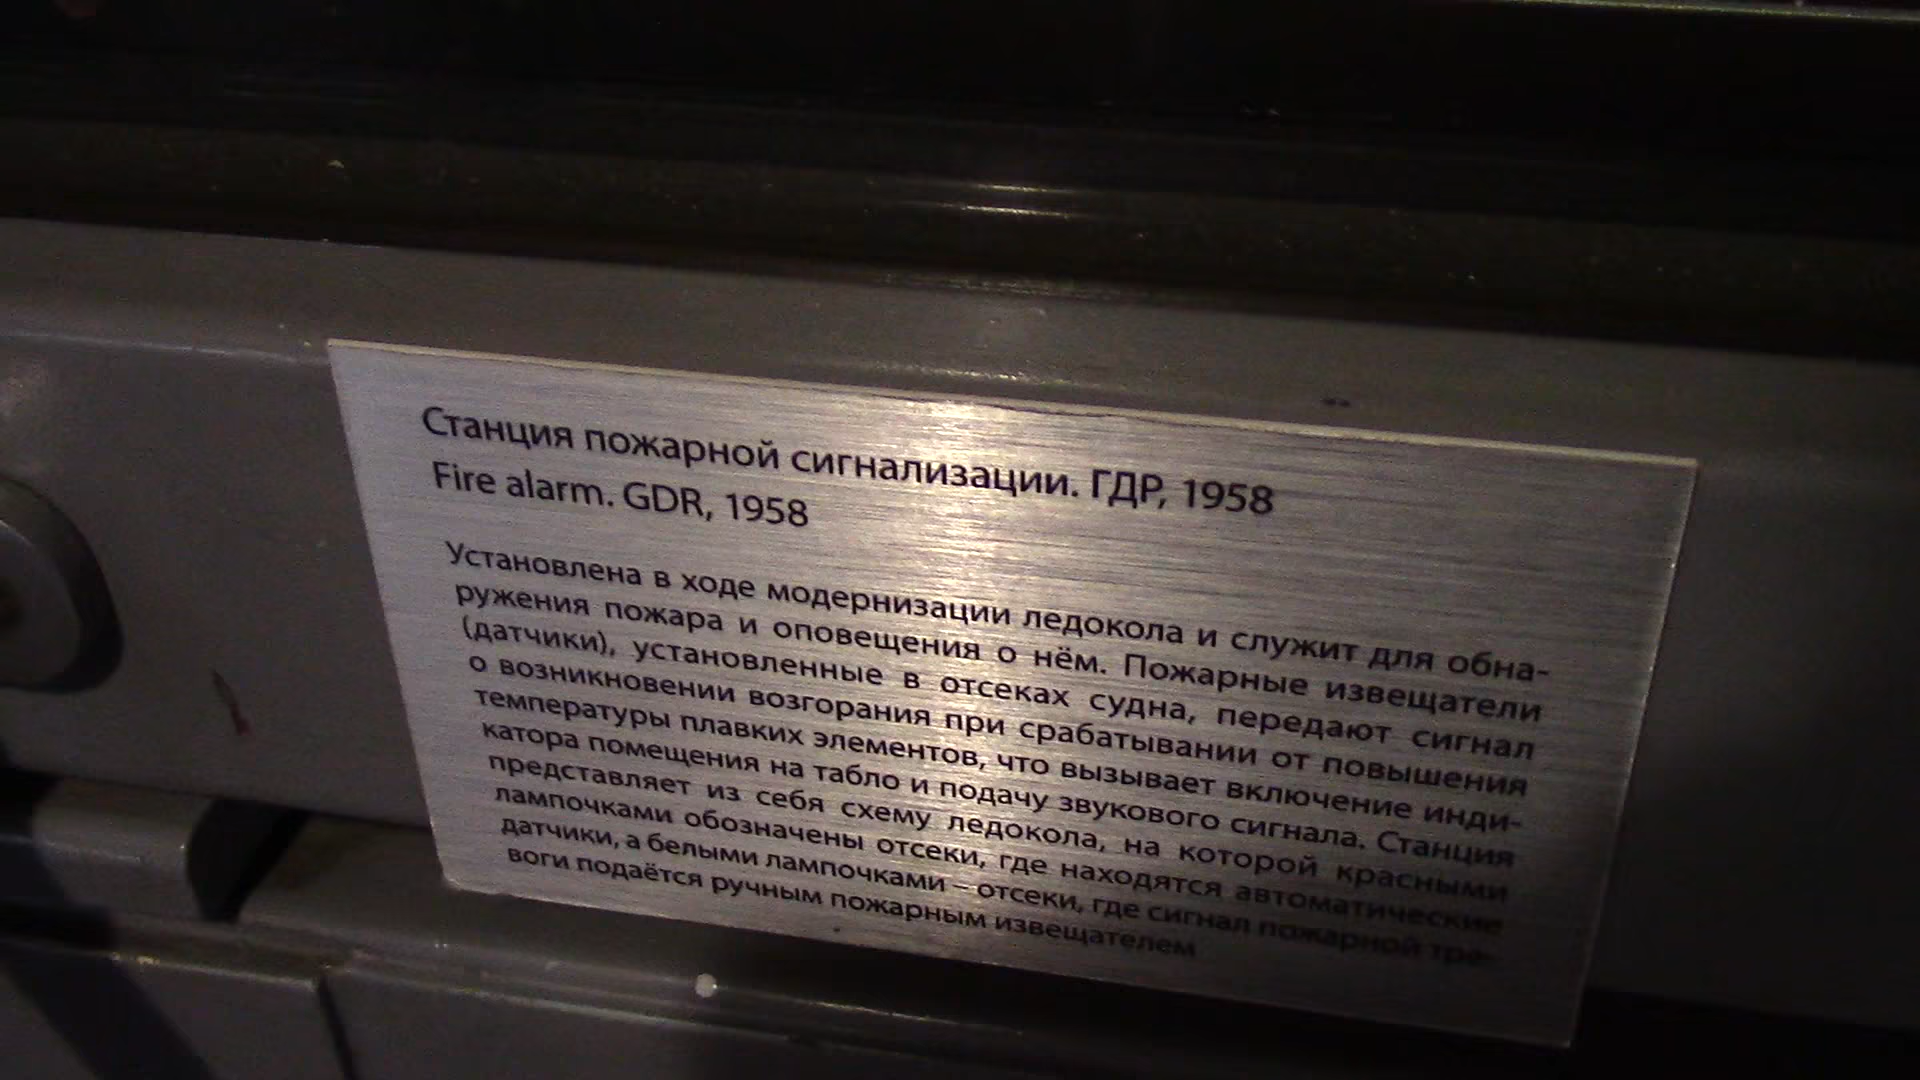 Станция пожарной сигнализации. ГДР, 1958
Fire alarm. GDR, 1958
Установлена в ходе модернизации ледокола и служит для обна-
ружения пожара и оповещения о нём. Пожарные извещатели
(датчики), установленные в отсеках судна, передают сигнал
о возникновении возгорания при срабатывании от повышения
температуры плавких элементов, что вызывает включение инди-
катора помещения на табло и подачу звукового сигнала. Станция
представляет из себя схему ледокола, на которой красными
лампочками обозначены отсеки, где находятся автоматические
датчики, а белыми лампочками – отсеки, где сигнал пожарной тре-
воги подаётся ручным пожарным извещателем